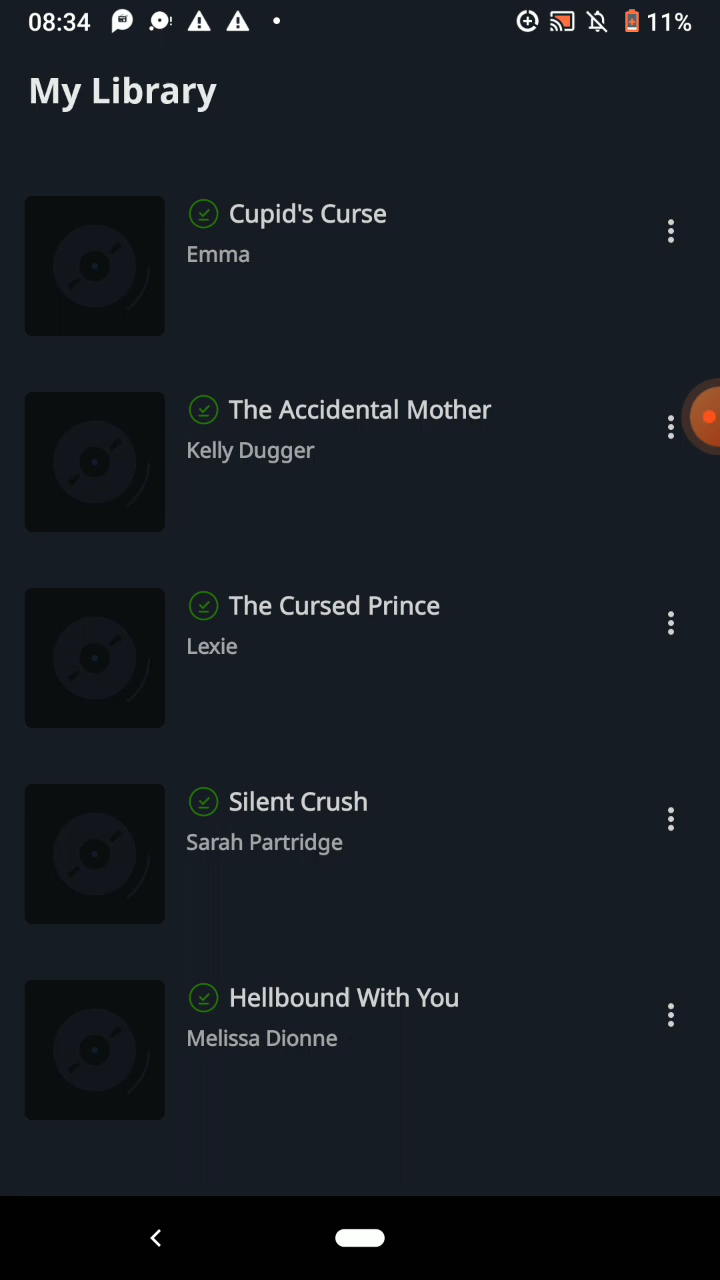 08:34
11%
My Library
Cupid's Curse
Emma
The Accidental Mother
Kelly Dugger
The Cursed Prince
Lexie
Silent Crush
Sarah Partridge
Hellbound With You
Melissa Dionne